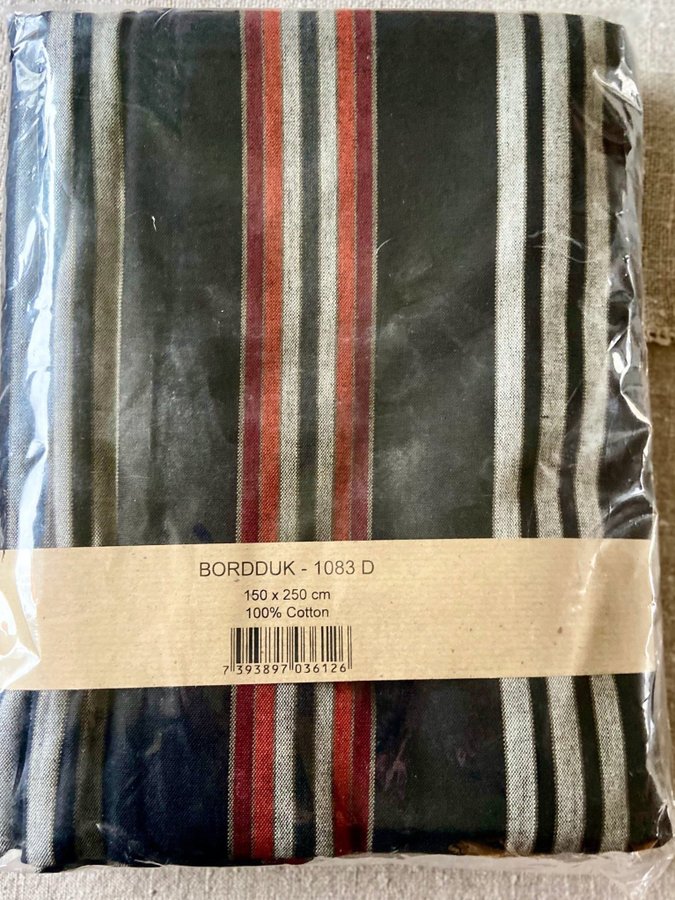 BORDDUK - 1083 D
150 x 250 cm
100% Cotton
7 393897 036126